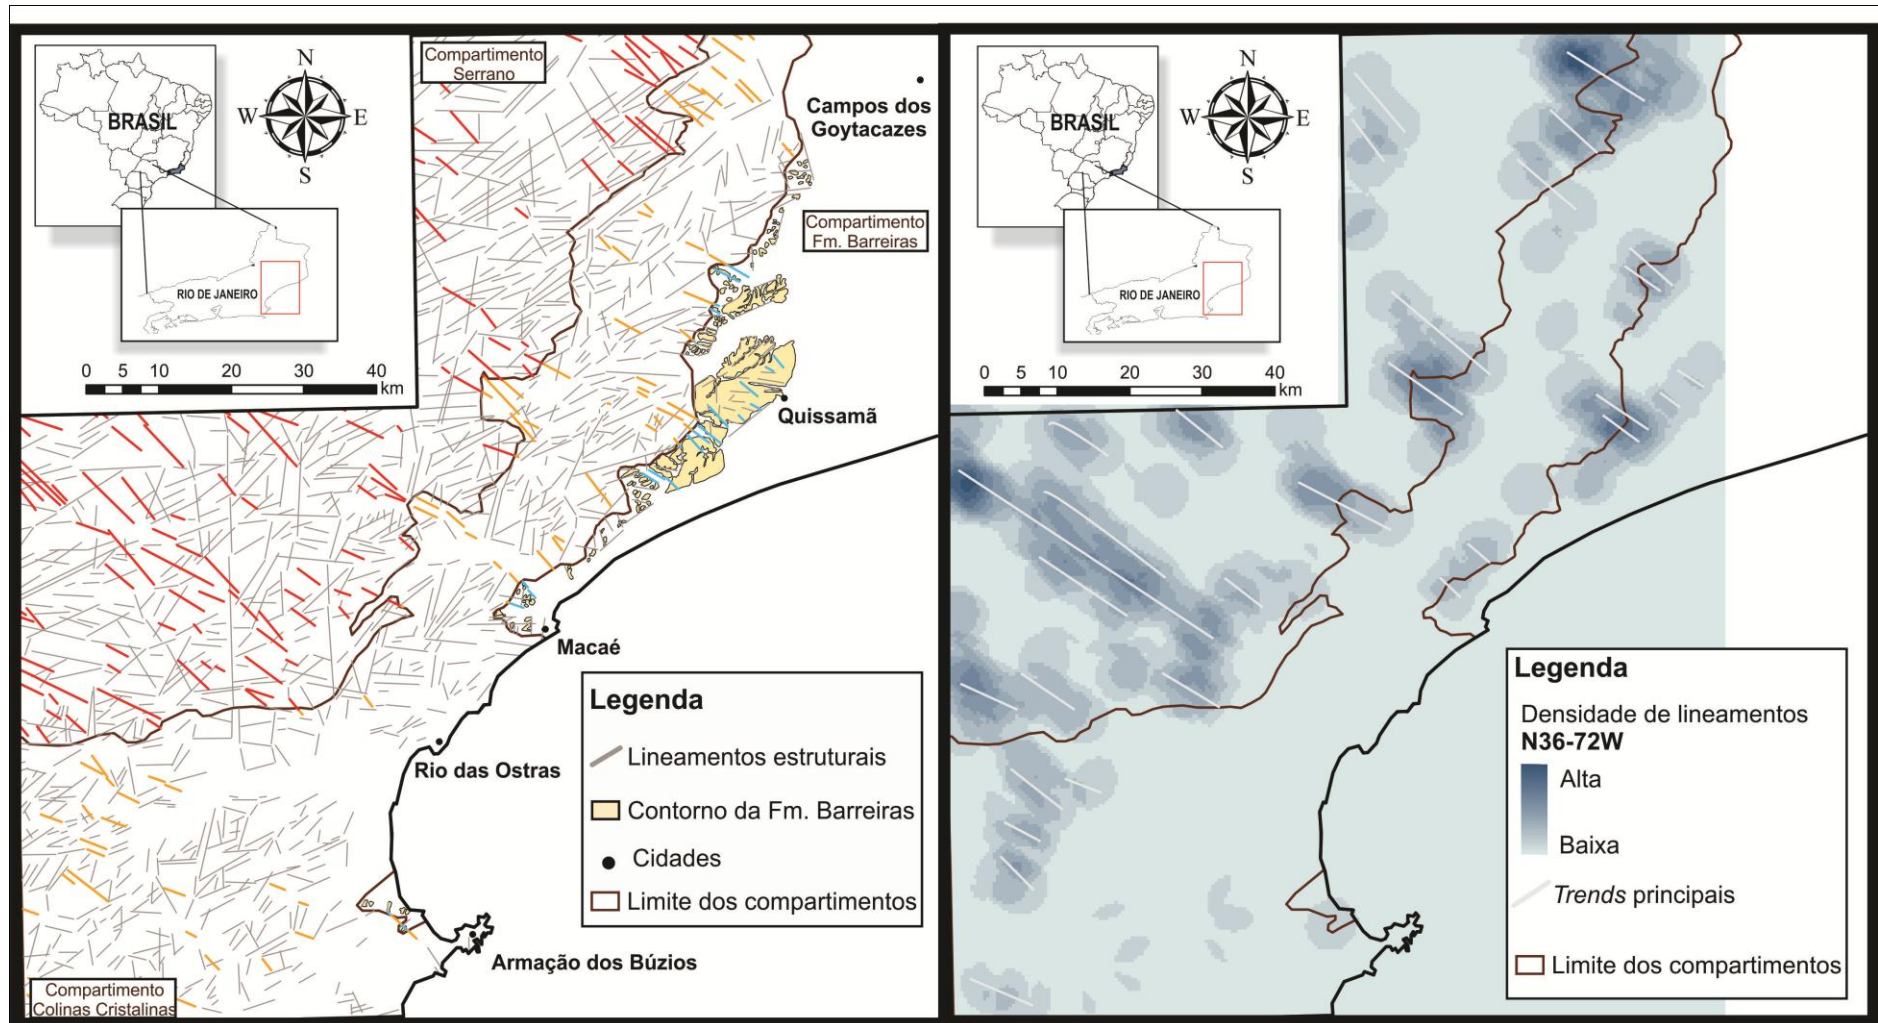 BRASIL
RIO DE JANEIRO
N
W
E
S
0 5 10 20 30 40
km
Compartimento
Serrano
Campos dos
Goytacazes
Compartimento
Fm. Barreiras
Quissamã
Macaé
Rio das Ostras
Armação dos Búzios
Compartimento
Colinas Cristalinas
Legenda
Lineamentos estruturais
Contorno da Fm. Barreiras
Cidades
Limite dos compartimentos
BRASIL
RIO DE JANEIRO
N
W
E
S
0 5 10 20 30 40
km
Legenda
Densidade de lineamentos
N36-72W
Alta
Baixa
Trends principais
Limite dos compartimentos